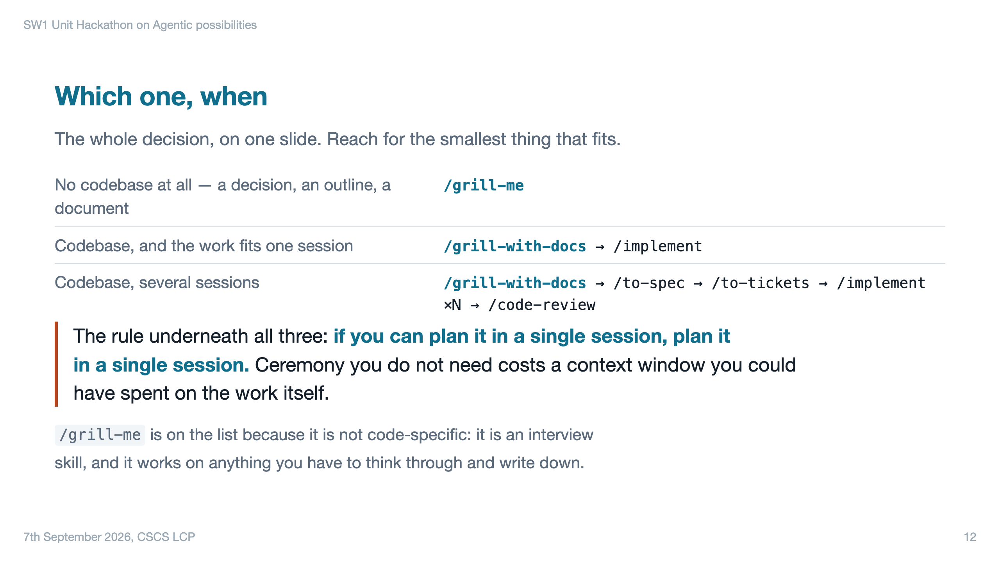 SW1 Unit Hackathon on Agentic possibilities
Which one, when
The whole decision, on one slide. Reach for the smallest thing that fits.
No codebase at all — a decision, an outline, a
document
/grill-me
Codebase, and the work fits one session
/grill-with-docs → /implement
Codebase, several sessions
/grill-with-docs → /to-spec → /to-tickets → /implement
×N → /code-review
The rule underneath all three: if you can plan it in a single session, plan it
in a single session. Ceremony you do not need costs a context window you could
have spent on the work itself.
/grill-me is on the list because it is not code-specific: it is an interview
skill, and it works on anything you have to think through and write down.
7th September 2026, CSCS LCP
12